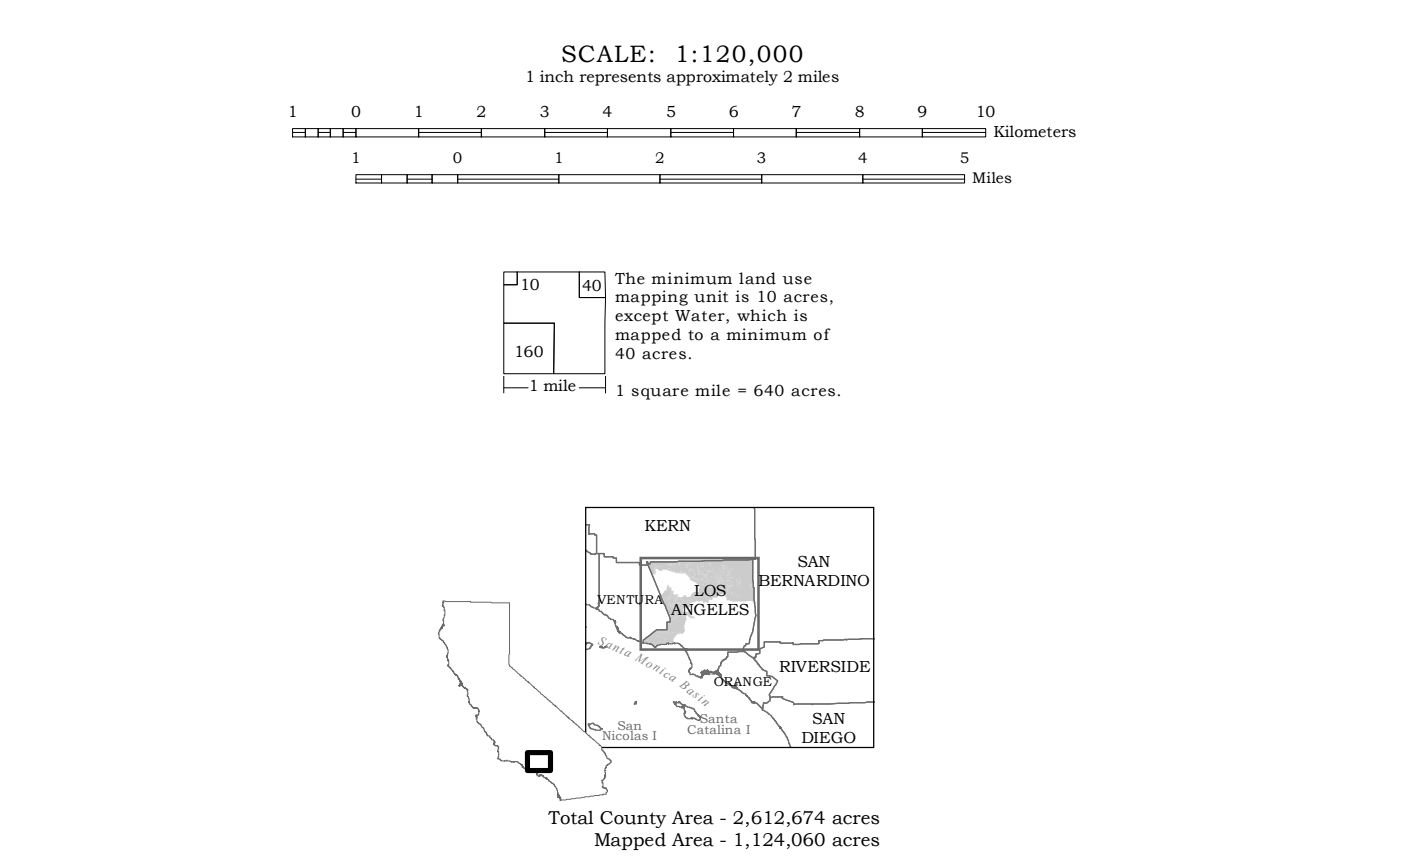 SCALE: 1:120,000
1 inch represents approximately 2 miles
1 0 1 2 3 4 5 6 7 8 9 10
Kilometers
1 0 1 2 3 4 5
Miles
10
40
160
1 mile
The minimum land use
mapping unit is 10 acres,
except Water, which is
mapped to a minimum of
40 acres.
1 square mile = 640 acres.
KERN
SAN
BERNARDINO
VENTURA
LOS
ANGELES
Santa Monica Basin
RIVERSIDE
ORANGE
San
Nicolas I
Santa
Catalina I
SAN
DIEGO
Total County Area - 2,612,674 acres
Mapped Area - 1,124,060 acres